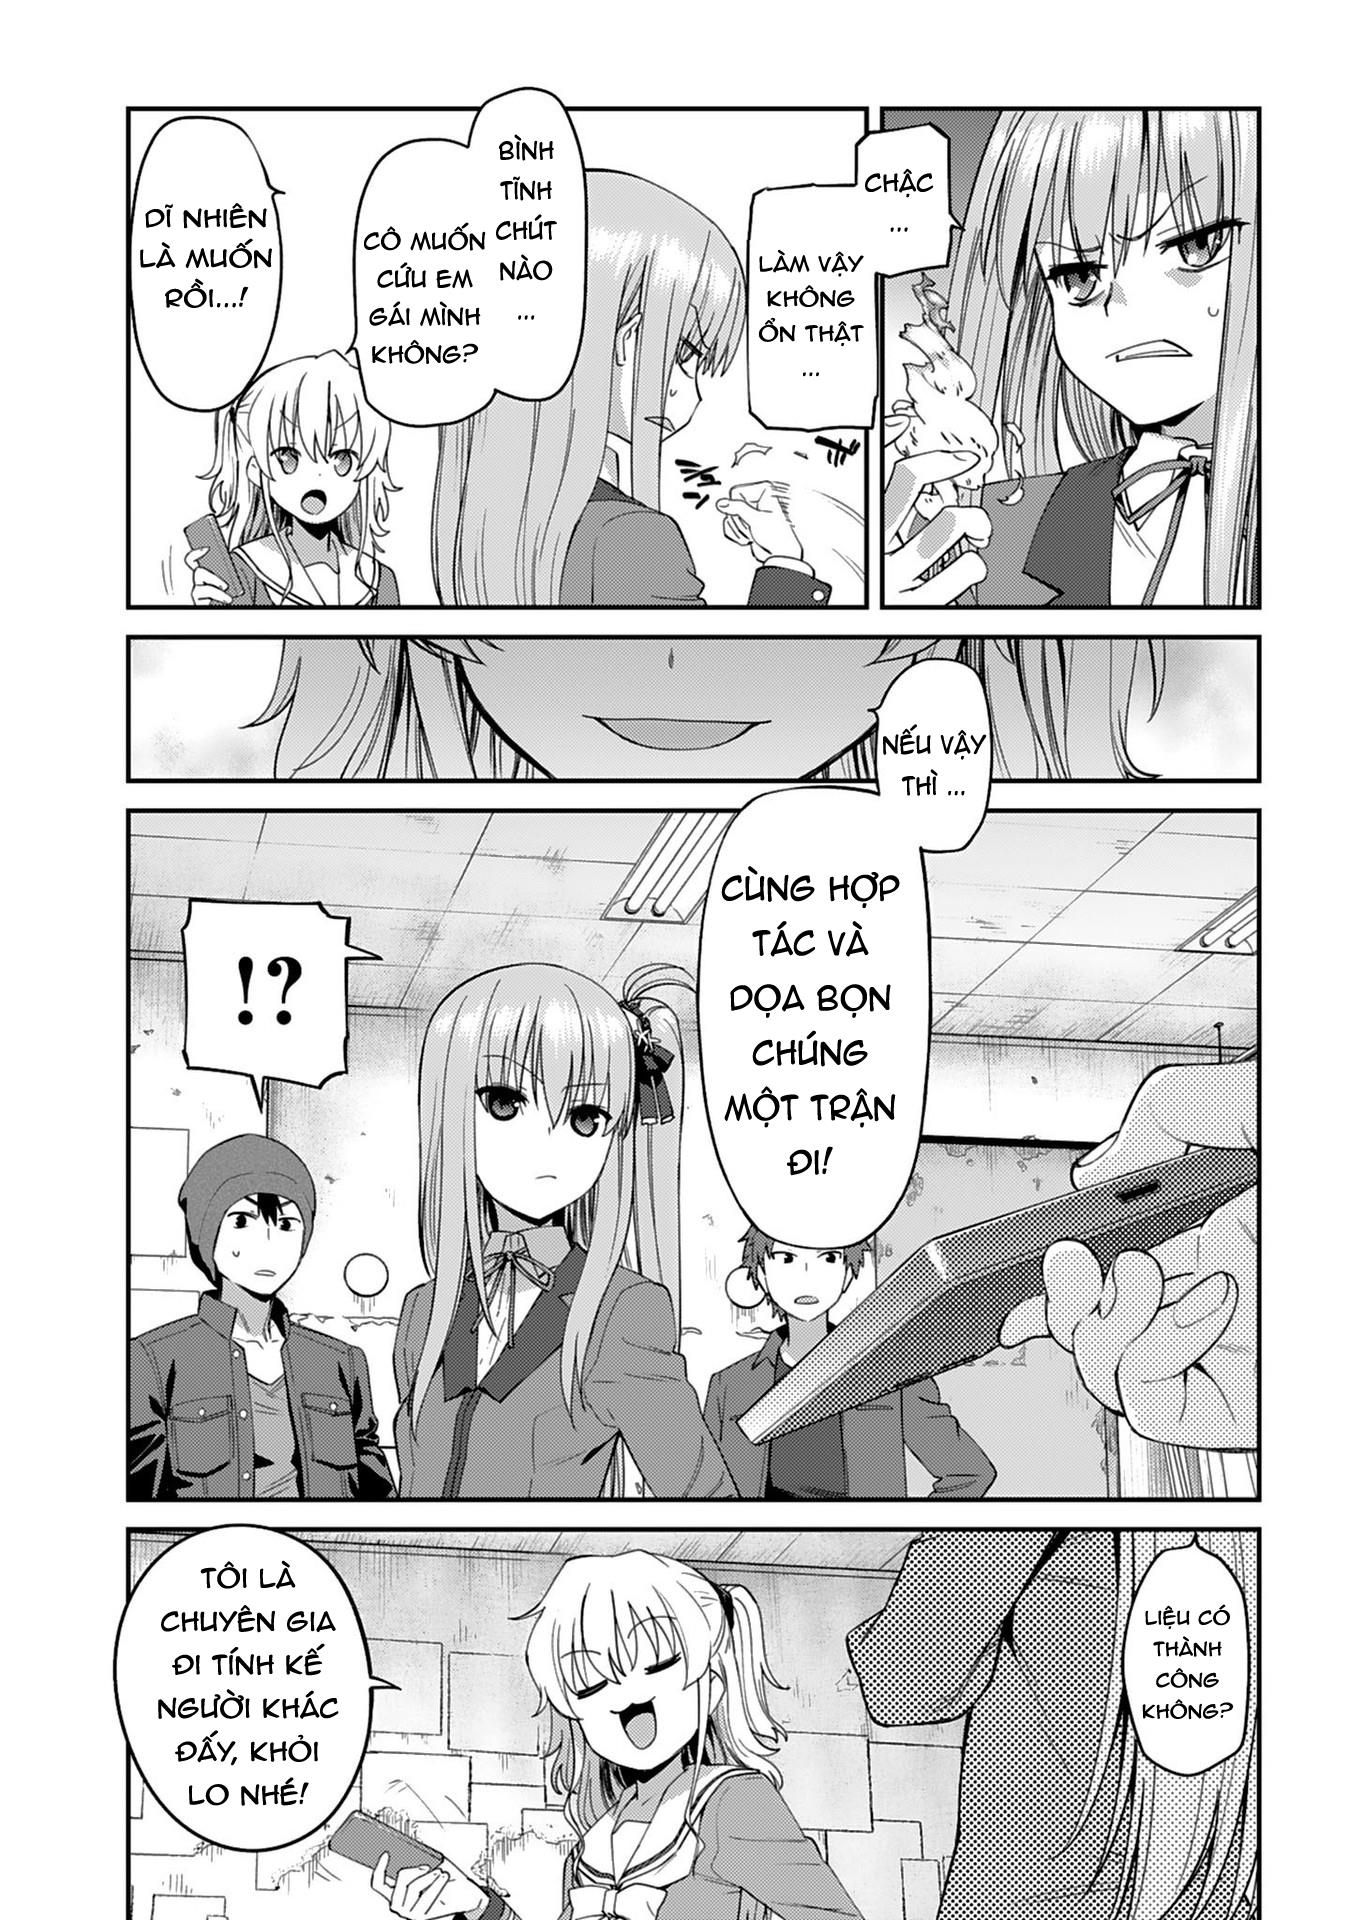 CHẬC
...
LÀM VẬY
KHÔNG
ỔN THẬT
...
BÌNH
TĨNH
CHÚT
NÀO
...
CÔ MUỐN
CỨU EM
GÁI MÌNH
KHÔNG?
DĨ NHIÊN
LÀ MUỐN
RỒI...!
NẾU VẬY
THÌ ...
CÙNG HỢP
TÁC VÀ
DỌA BỌN
CHÚNG
MỘT TRẬN
ĐI!
!?
LIỆU CÓ
THÀNH
CÔNG
KHÔNG?
TÔI LÀ
CHUYÊN GIA
ĐI TÍNH KẾ
NGƯỜI KHÁC
ĐẤY, KHỎI
LO NHÉ!